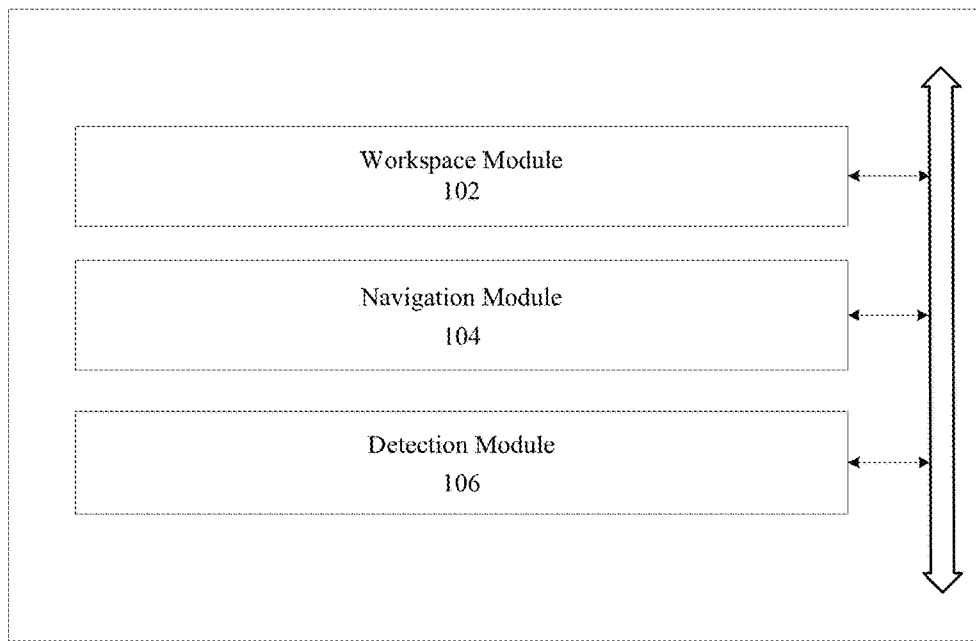 Workspace Module
102
Navigation Module
104
Detection Module
106